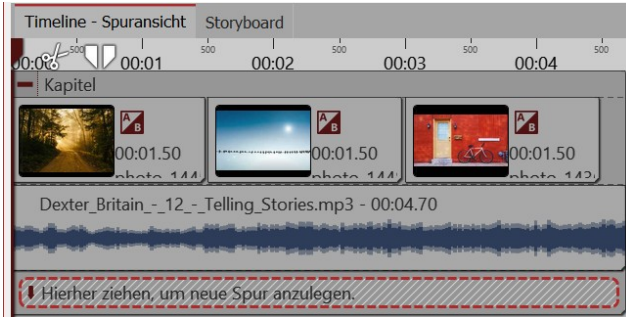 Timeline - Spuransicht Storyboard
500 500 500 500 500
00:01 00:02 00:03 00:04
Kapitel
A B A B A B
00:01.50 00:01.50 00:01.50
Dexter_Britain_-_12_-_Telling_Stories.mp3 - 00:04.70
Hierher ziehen, um neue Spur anzulegen.